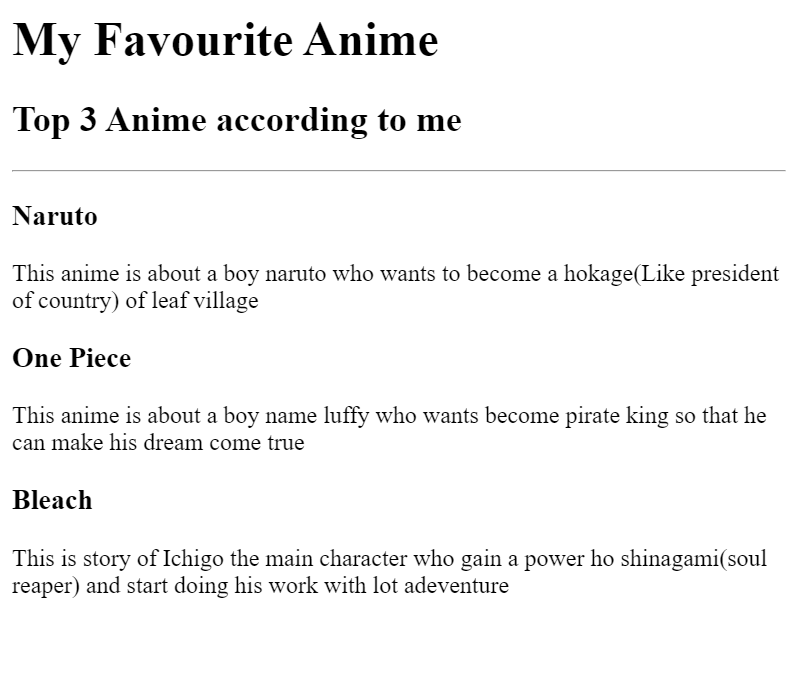 My Favourite Anime
Top 3 Anime according to me
Naruto
This anime is about a boy naruto who wants to become a hokage(Like president
of country) of leaf village
One Piece
This anime is about a boy name luffy who wants become pirate king so that he
can make his dream come true
Bleach
This is story of Ichigo the main character who gain a power ho shinagami(soul
reaper) and start doing his work with lot adeventure